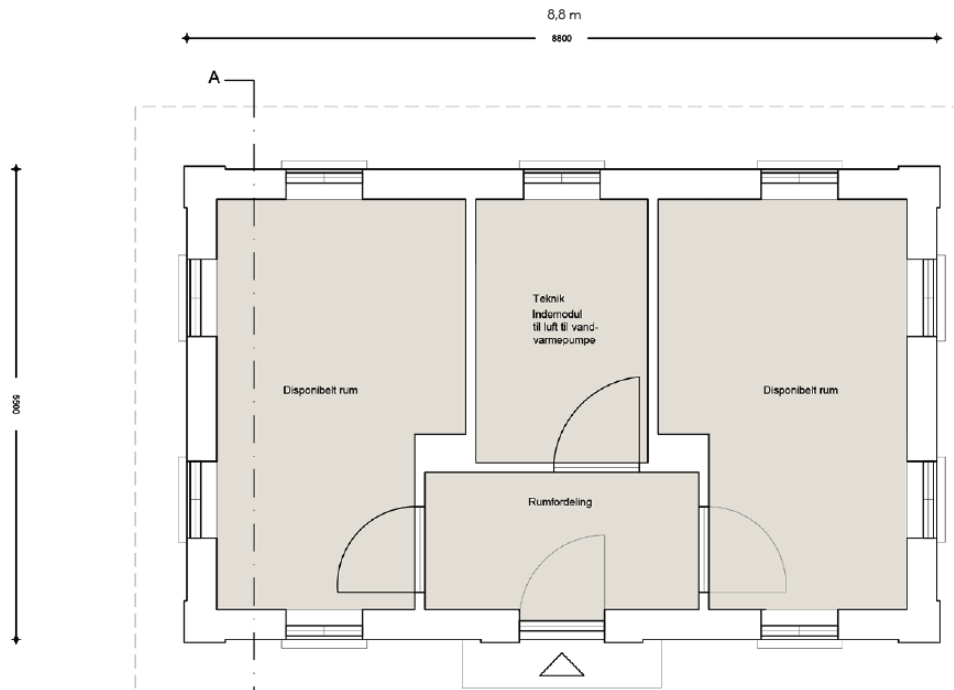 8,8 m
8800
A
5500
Teknik
Indemodul
til luft til vand-
varmepumpe
Disponibelt rum
Disponibelt rum
Rumfordeling